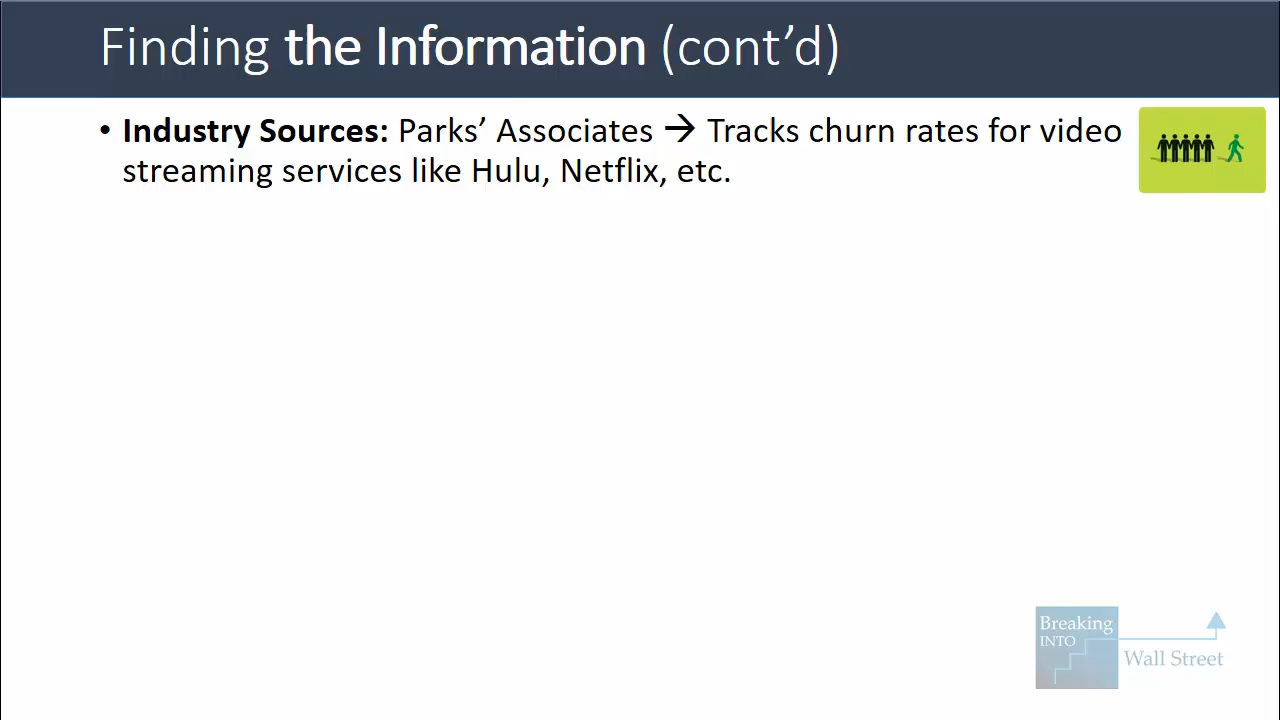 Finding the Information (cont’d)
• Industry Sources: Parks’ Associates → Tracks churn rates for video
streaming services like Hulu, Netflix, etc.
Breaking
INTO
Wall Street